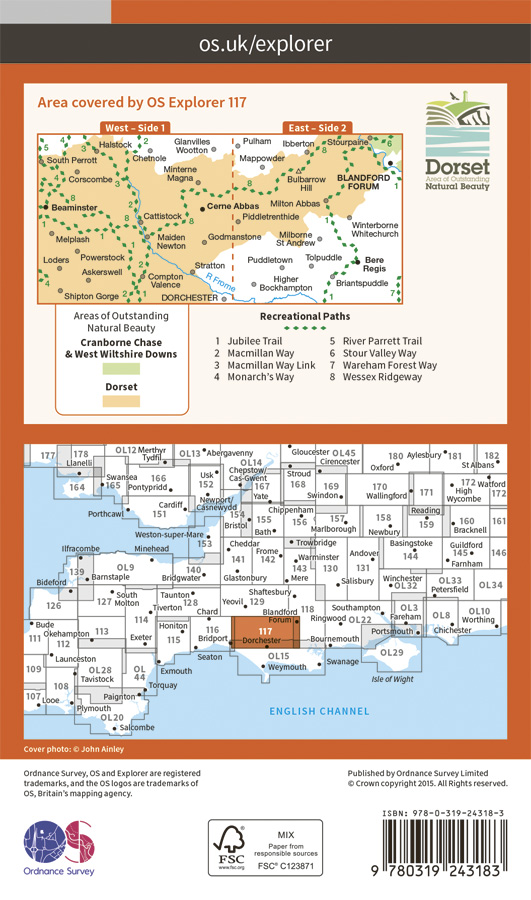 os.uk/explorer
Area covered by OS Explorer 117
West – Side 1
East – Side 2
Dorset
Area of Outstanding
Natural Beauty
Halstock
Chetnole
Glanvilles
Wootton
Pulham
Mappowder
Ibberton
Stourpaine
South Perrott
Corscombe
Minterne
Magna
Bulbarrow
Hill
BLANDFORD
FORUM
Beaminster
Cattistock
Cerne Abbas
Milton Abbas
Piddletrenthide
Winterborne
Whitechurch
Melplash
Maiden
Newton
Godmanstone
Milborne
St Andrew
Loders
Powerstock
Askerswell
Stratton
Puddletown
Tolpuddle
Bere
Regis
Compton
Valence
R Frome
Higher
Bockhampton
Briantspuddle
Shipton Gorge
DORCHESTER
Areas of Outstanding
Natural Beauty
Cranborne Chase
& West Wiltshire Downs
Dorset
Recreational Paths
1 Jubilee Trail
2 Macmillan Way
3 Macmillan Way Link
4 Monarch's Way
5 River Parrett Trail
6 Stour Valley Way
7 Wareham Forest Way
8 Wessex Ridgeway
177
178
Llanelli
OL12
Merthyr
Tydfil
OL13
Abergavenny
OL14
Gloucester
OL45
Cirencester
180
Oxford
Aylesbury
181
182
St Albans
164
Swansea
165
166
Pontypridd
Usk
152
Chepstow/
Cas-Gwent
167
Yate
Stroud
168
169
Swindon
170
Wallingford
171
172
High
Wycombe
Watford
172
Porthcawl
Cardiff
151
Newport/
Casnewydd
154
Bristol
155
Bath
Chippenham
156
157
Marlborough
158
Newbury
Reading
159
160
Bracknell
161
Weston-super-Mare
153
Ilfracombe
Minehead
Cheddar
141
Glastonbury
Frome
142
Trowbridge
Warminster
143
130
Andover
131
Salisbury
Basingstoke
144
Guildford
145
Farnham
146
139
Barnstaple
OL9
140
Bridgwater
Mere
Bideford
126
127
South
Molton
Taunton
128
Tiverton
Chard
Yeovil
129
Shaftesbury
118
Winchester
OL32
OL33
Petersfield
OL34
Bude
111
Okehampton
112
113
114
Exeter
Honiton
115
116
Bridport
Blandford
Forum
117
Dorchester
Ringwood
OL22
Southampton
OL3
Fareham
Portsmouth
OL8
Chichester
OL10
Worthing
Launceston
Seaton
OL15
Weymouth
Bournemouth
Swanage
OL29
Isle of Wight
109
108
107
Looe
OL28
Tavistock
OL
44
Exmouth
Torquay
Paignton
Plymouth
OL20
Salcombe
ENGLISH CHANNEL
Cover photo: © John Ainley
Ordnance Survey, OS and Explorer are registered
trademarks, and the OS logos are trademarks of
OS, Britain's mapping agency.
Published by Ordnance Survey Limited
© Crown copyright 2015. All Rights reserved.
OS
Ordnance Survey
FSC
www.fsc.org
MIX
Paper from
responsible sources
FSC® C123871
ISBN: 978-0-319-24318-3
9 780319 243183